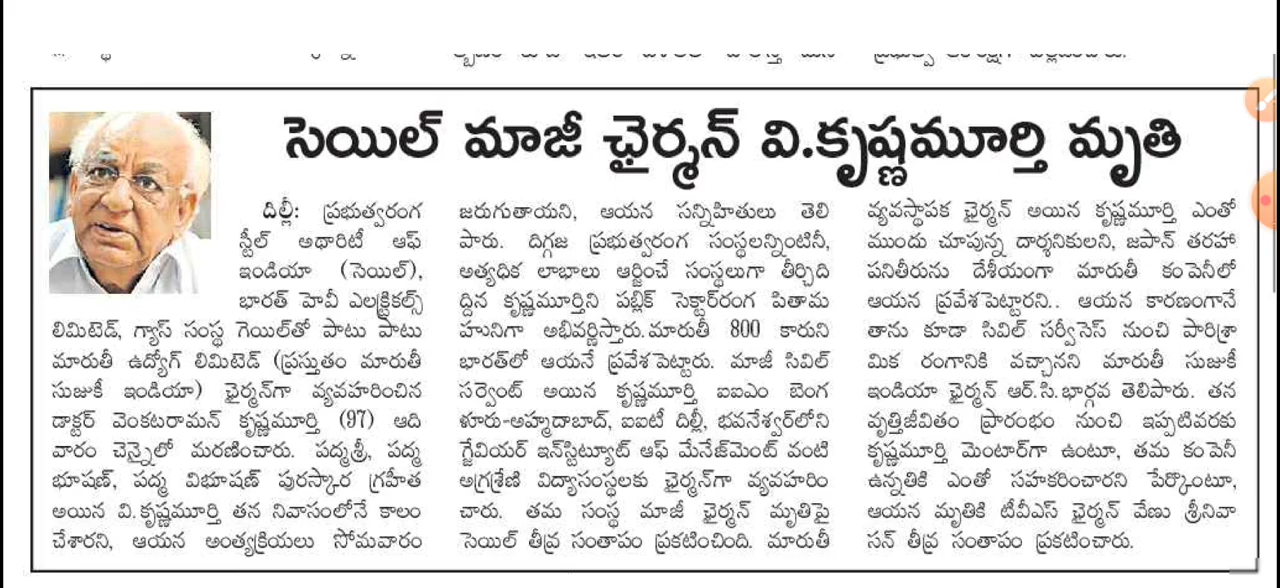 సెయిల్ మాజీ ఛైర్మన్ వి.కృష్ణమూర్తి మృతి
దిల్లీ: ప్రభుత్వరంగ
స్టీల్ అథారిటీ ఆఫ్
ఇండియా (సెయిల్),
భారత్ హెవీ ఎలక్ట్రికల్స్
లిమిటెడ్, గ్యాస్ సంస్థ గెయిల్‌తో పాటు పాటు
మారుతీ ఉద్యోగ్ లిమిటెడ్ (ప్రస్తుతం మారుతీ
సుజుకీ ఇండియా) ఛైర్మన్‌గా వ్యవహరించిన
డాక్టర్ వెంకటరామన్ కృష్ణమూర్తి (97) ఆది
వారం చెన్నైలో మరణించారు. పద్మశ్రీ, పద్మ
భూషణ్, పద్మ విభూషణ్ పురస్కార గ్రహీత
అయిన వి.కృష్ణమూర్తి తన నివాసంలోనే కాలం
చేశారని, ఆయన అంత్యక్రియలు సోమవారం
జరుగుతాయని, ఆయన సన్నిహితులు తెలి
పారు. దిగ్గజ ప్రభుత్వరంగ సంస్థలన్నింటినీ,
అత్యధిక లాభాలు ఆర్జించే సంస్థలుగా తీర్చిది
ద్దిన కృష్ణమూర్తిని పబ్లిక్ సెక్టార్‌రంగ పితామ
హునిగా అభివర్ణిస్తారు.మారుతీ 800 కారుని
భారత్‌లో ఆయనే ప్రవేశపెట్టారు. మాజీ సివిల్
సర్వెంట్ అయిన కృష్ణమూర్తి ఐఐఎం బెంగ
ళూరు-అహ్మదాబాద్, ఐఐటీ దిల్లీ, భవనేశ్వర్‌లోని
గ్జేవియర్ ఇన్‌స్టిట్యూట్ ఆఫ్ మేనేజ్‌మెంట్ వంటి
అగ్రశ్రేణి విద్యాసంస్థలకు ఛైర్మన్‌గా వ్యవహరిం
చారు. తమ సంస్థ మాజీ ఛైర్మన్ మృతిపై
సెయిల్ తీవ్ర సంతాపం ప్రకటించింది. మారుతీ
వ్యవస్థాపక ఛైర్మన్ అయిన కృష్ణమూర్తి ఎంతో
ముందు చూపున్న దార్శనికులని, జపాన్ తరహా
పనితీరును దేశీయంగా మారుతీ కంపెనీలో
ఆయన ప్రవేశపెట్టారని.. ఆయన కారణంగానే
తాను కూడా సివిల్ సర్వీసెస్ నుంచి పారిశ్రా
మిక రంగానికి వచ్చానని మారుతీ సుజుకీ
ఇండియా ఛైర్మన్ ఆర్.సి.భార్గవ తెలిపారు. తన
వృత్తిజీవితం ప్రారంభం నుంచి ఇప్పటివరకు
కృష్ణమూర్తి మెంటార్‌గా ఉంటూ, తమ కంపెనీ
ఉన్నతికి ఎంతో సహకరించారని పేర్కొంటూ,
ఆయన మృతికి టీవీఎస్ ఛైర్మన్ వేణు శ్రీనివా
సన్ తీవ్ర సంతాపం ప్రకటించారు.